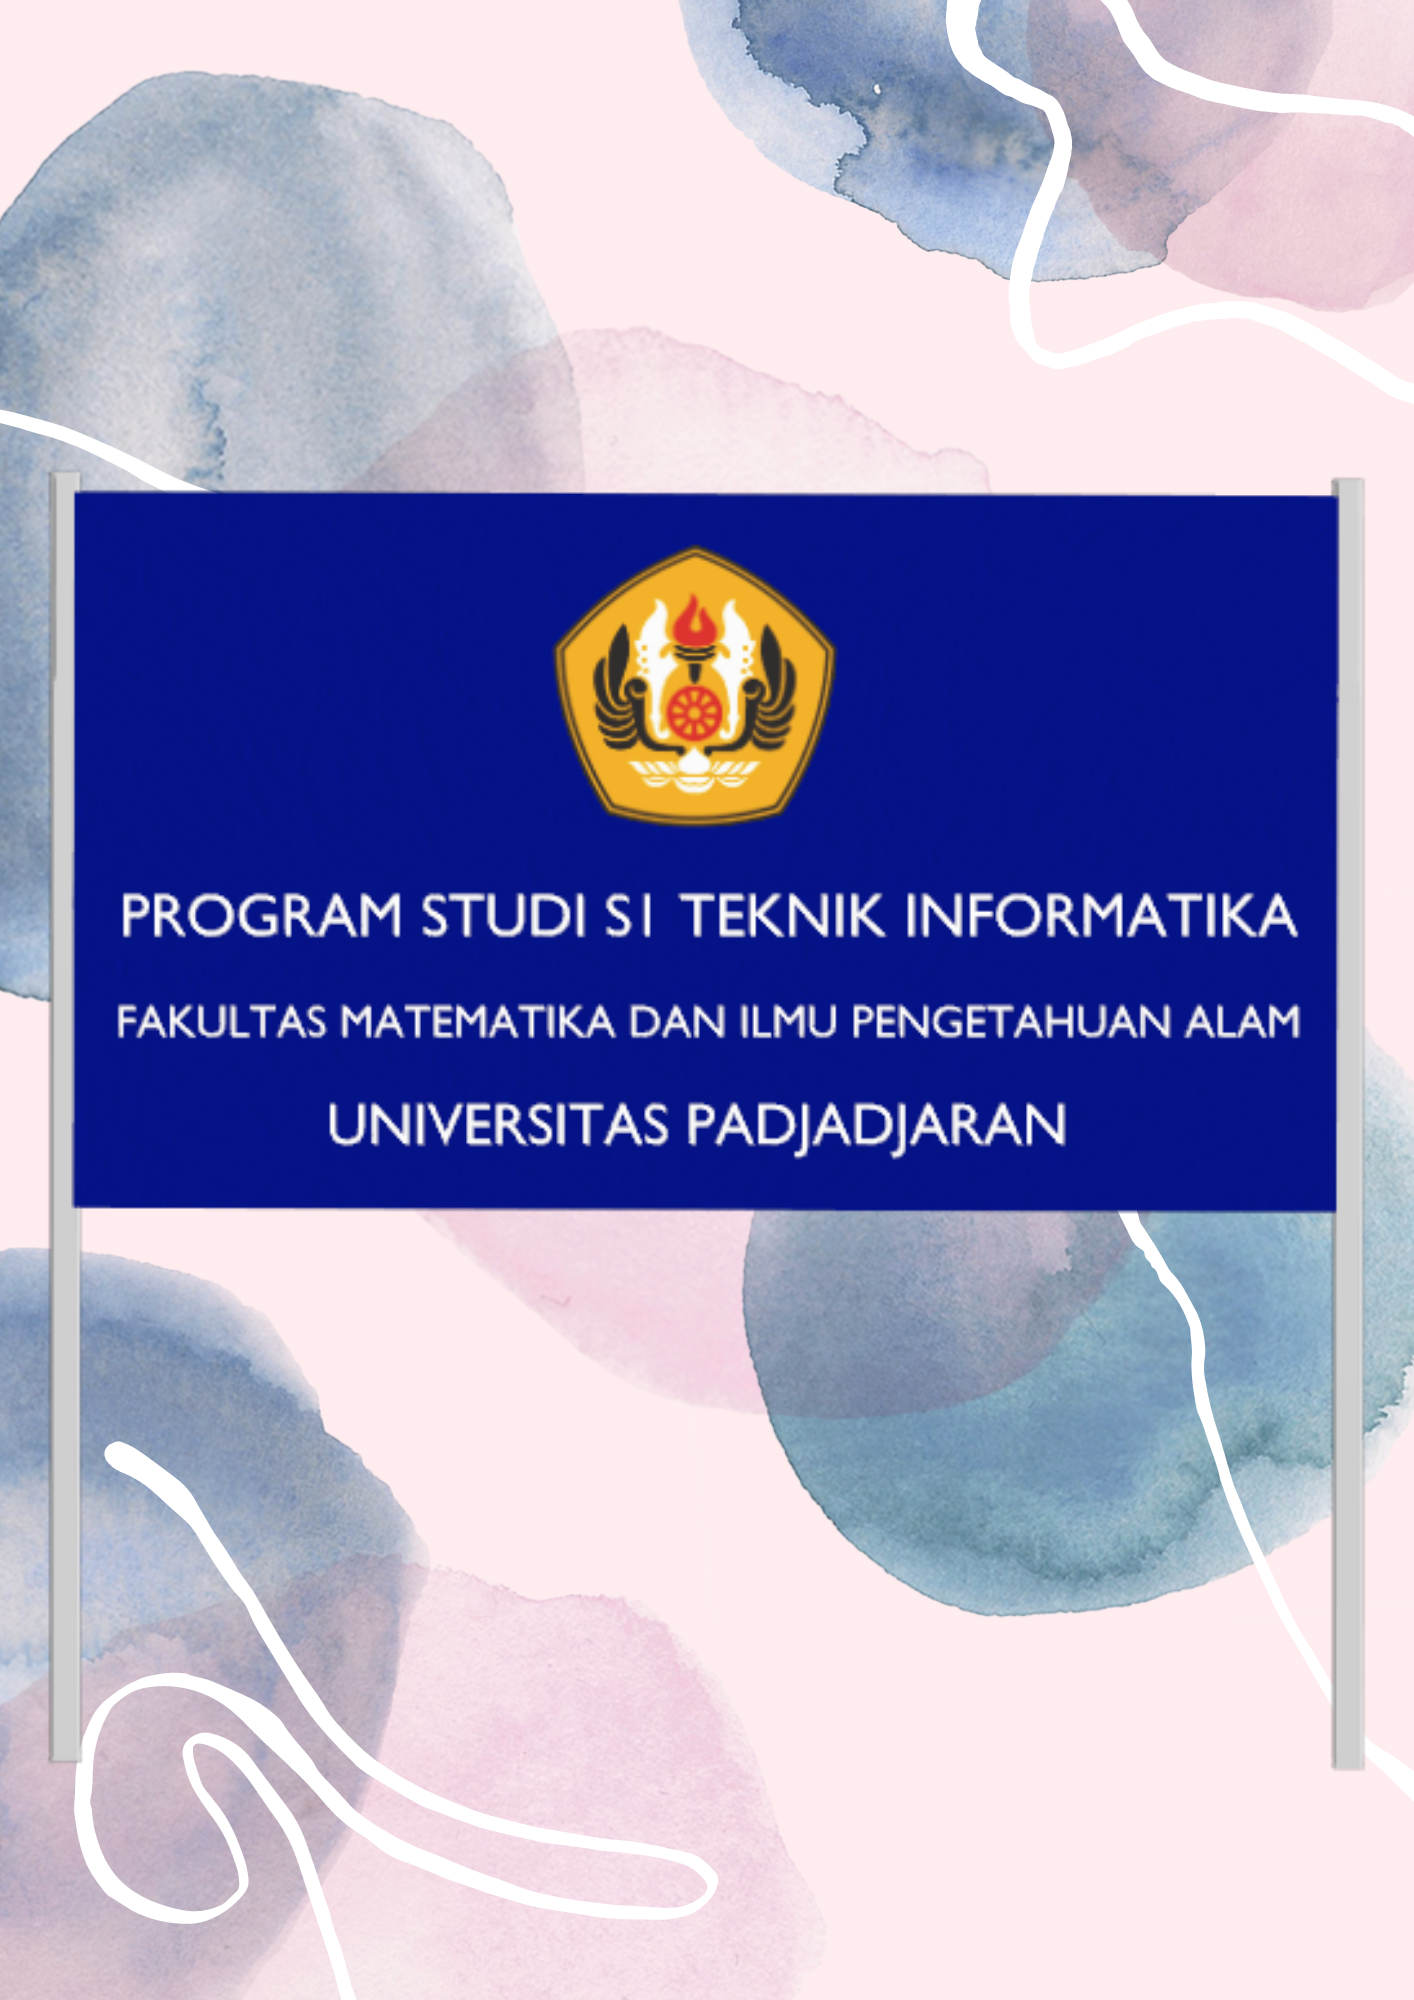 PROGRAM STUDI S1 TEKNIK INFORMATIKA
FAKULTAS MATEMATIKA DAN ILMU PENGETAHUAN ALAM
UNIVERSITAS PADJADJARAN